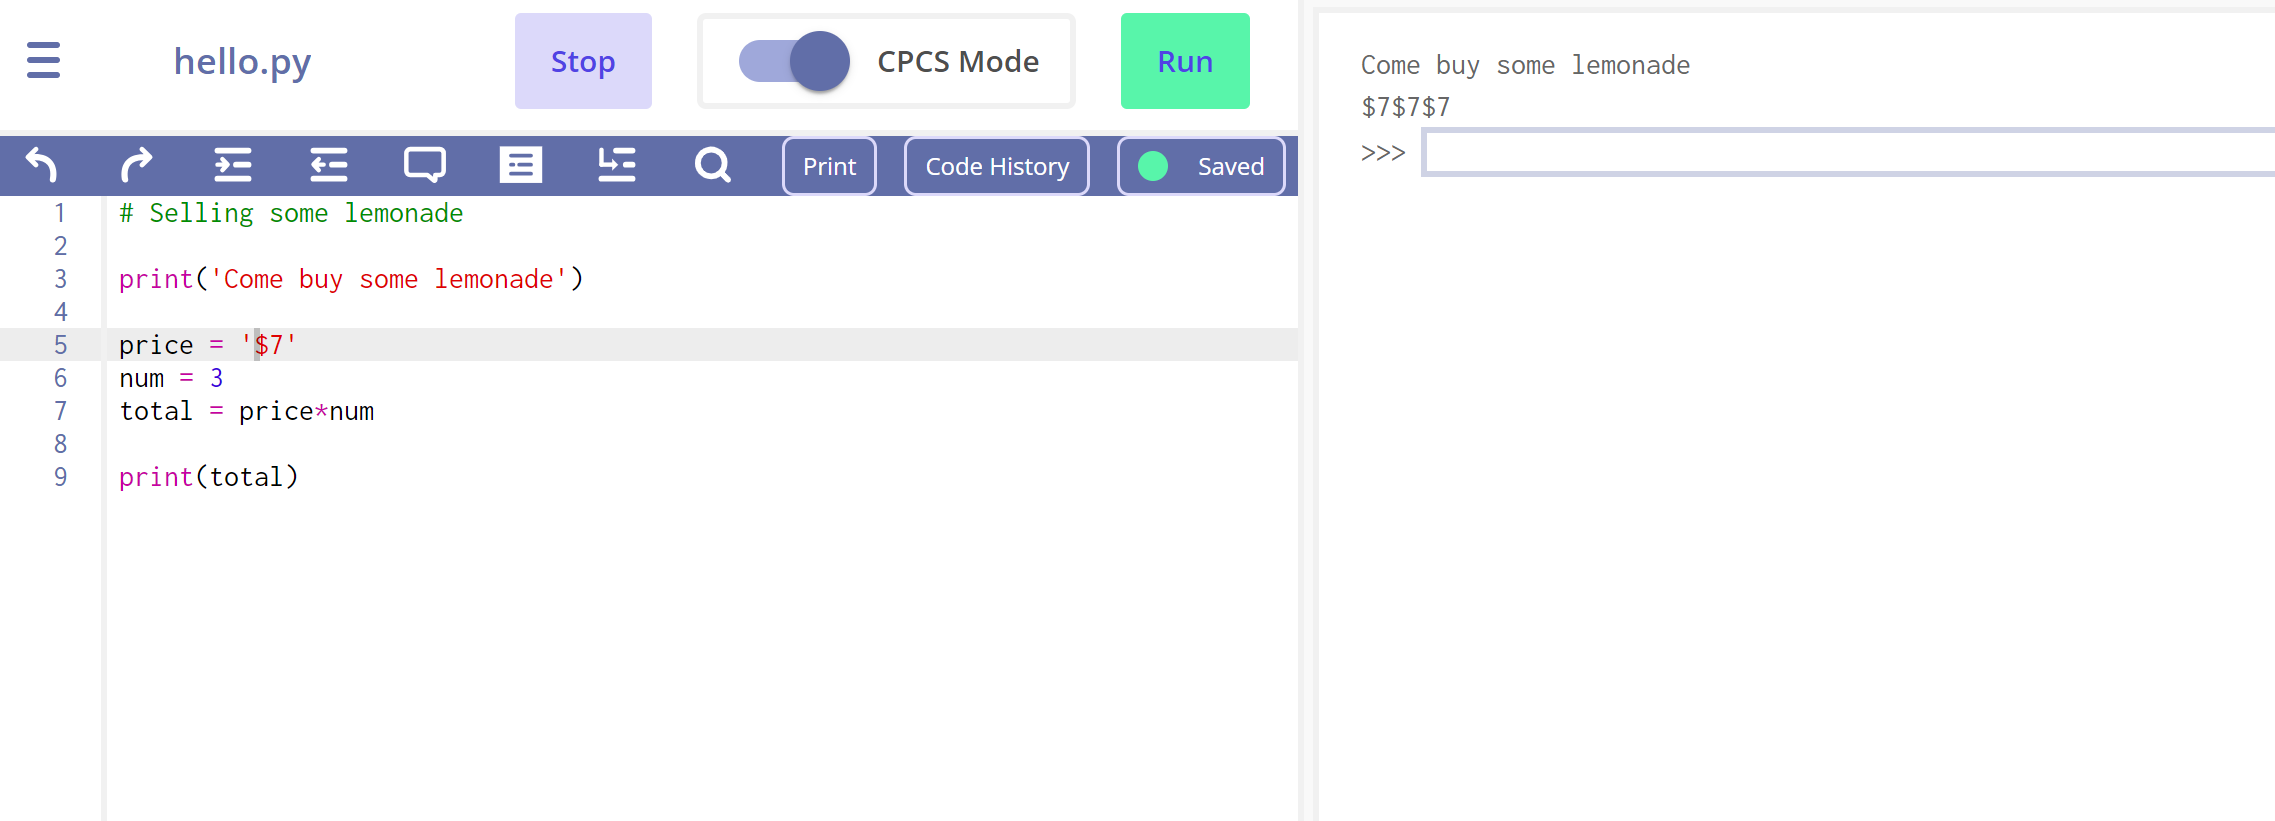 hello.py
Stop
CPCS Mode
Run
Print
Code History
Saved
1 # Selling some lemonade
2
3 print('Come buy some lemonade')
4
5 price = '$7'
6 num = 3
7 total = price*num
8
9 print(total)
Come buy some lemonade
$7$7$7
>>>